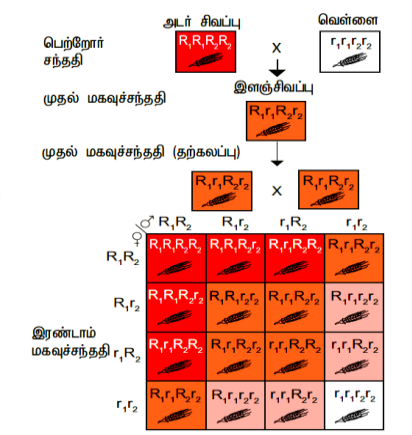 அடர் சிவப்பு வெள்ளை
பெற்றோர் சந்ததி R₁R₁R₂R₂ X r₁r₁r₂r₂
இளஞ்சிவப்பு
முதல் மகவுச்சந்ததி R₁r₁R₂r₂
முதல் மகவுச்சந்ததி (தற்கலப்பு)
R₁r₁R₂r₂ X R₁r₁R₂r₂
♀ ♂ R₁R₂ R₁r₂ r₁R₂ r₁r₂
R₁R₂ R₁R₁R₂R₂ R₁R₁R₂r₂ R₁r₁R₂R₂ R₁r₁R₂r₂
R₁r₂ R₁R₁R₂r₂ R₁R₁r₂r₂ R₁r₁R₂r₂ R₁r₁r₂r₂
இரண்டாம்
மகவுச்சந்ததி r₁R₂ R₁r₁R₂R₂ R₁r₁R₂r₂ r₁r₁R₂R₂ r₁r₁R₂r₂
r₁r₂ R₁r₁R₂r₂ R₁r₁r₂r₂ r₁r₁R₂r₂ r₁r₁r₂r₂